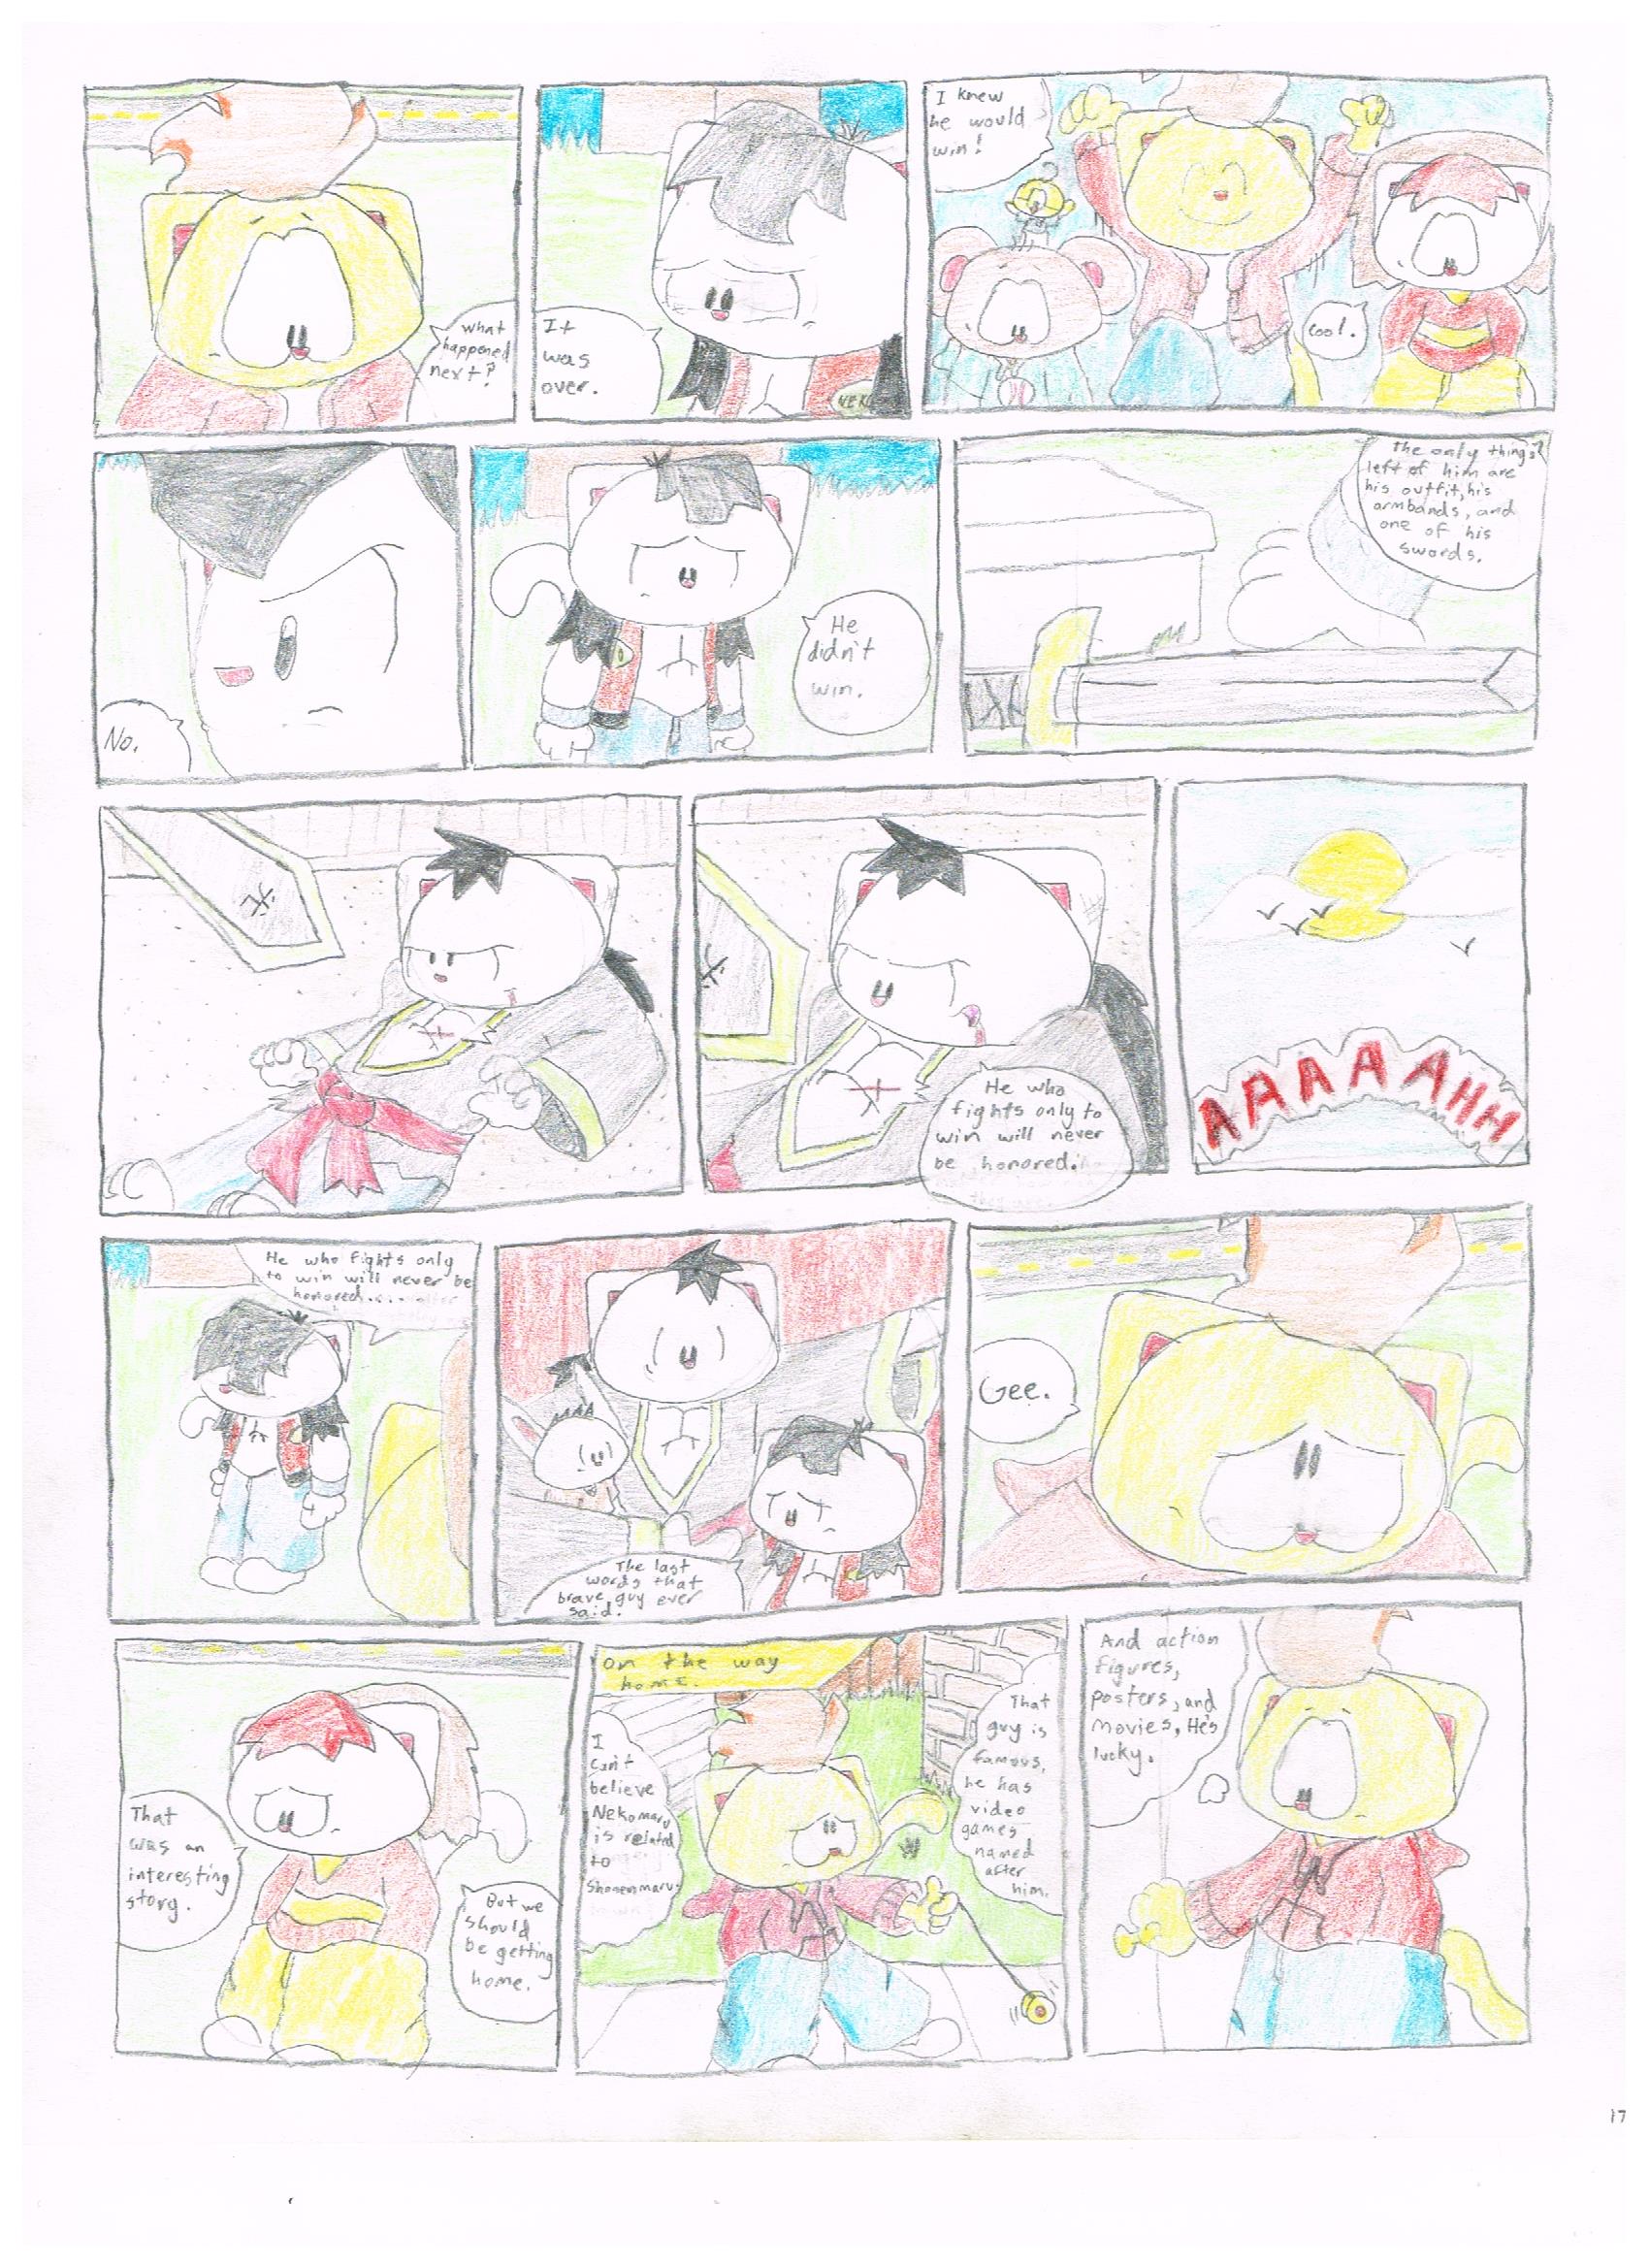 What
happened
next?
It
was
over.
NEKO
I knew
he would
win!
Cool.
No.
He
didn't
win.
the only things
left of him are
his outfit, his
armbands, and
one of his
swords.
He who
fights only to
win will never
be honored.
AAAAAHH
He who fights only
to win will never be
honored...
The last
words that
brave guy ever
said.
Gee.
That
was an
interesting
story.
But we
should
be getting
home.
On the way
home.
I
can't
believe
Nekomaru
is related
to
Shonenmaru.
That
guy is
famous,
he has
video
games
named
after
him.
And action
figures,
posters, and
movies, He's
lucky.
17